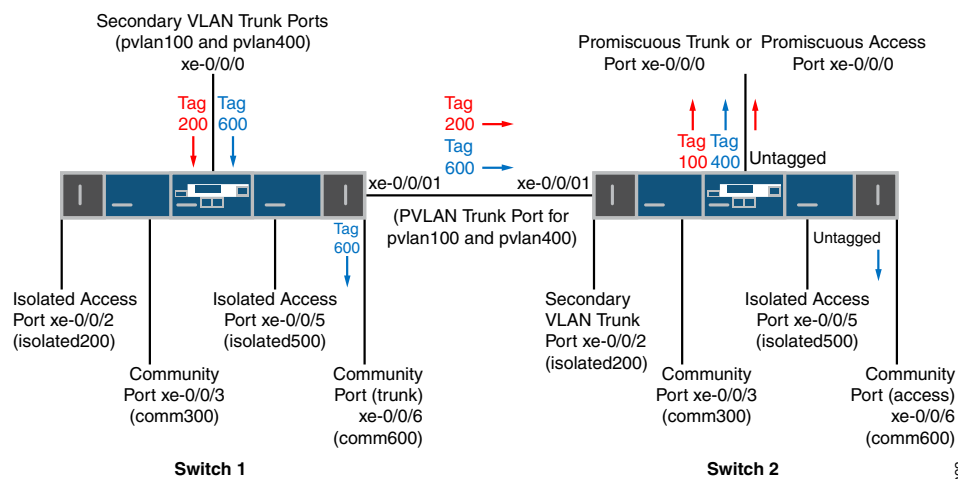 Secondary VLAN Trunk Ports
(pvlan100 and pvlan400)
xe-0/0/0
Promiscuous Trunk or Promiscuous Access
Port xe-0/0/0 Port xe-0/0/0
Tag
200
Tag
600
Tag
200
Tag
600
Tag
100
Tag
400
Untagged
xe-0/0/01
xe-0/0/01
(PVLAN Trunk Port for
pvlan100 and pvlan400)
Tag
600
Untagged
Isolated Access
Port xe-0/0/2
(isolated200)
Isolated Access
Port xe-0/0/5
(isolated500)
Secondary
VLAN Trunk
Port xe-0/0/2
(isolated200)
Isolated Access
Port xe-0/0/5
(isolated500)
Community
Port xe-0/0/3
(comm300)
Community
Port (trunk)
xe-0/0/6
(comm600)
Community
Port xe-0/0/3
(comm300)
Community
Port (access)
xe-0/0/6
(comm600)
Switch 1
Switch 2